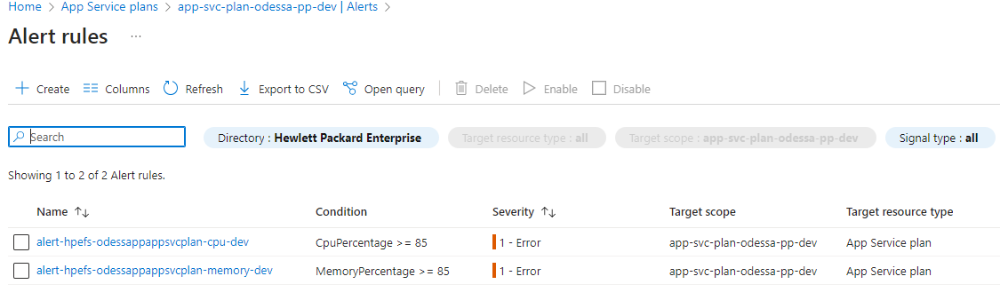 Home > App Service plans > app-svc-plan-odessa-pp-dev | Alerts >
Alert rules ...
Create Columns Refresh Export to CSV Open query Delete Enable Disable
Search Directory : Hewlett Packard Enterprise Target resource type : all Target scope : app-svc-plan-odessa-pp-dev Signal type : all
Showing 1 to 2 of 2 Alert rules.
Name ↑↓ Condition Severity ↑↓ Target scope Target resource type
alert-hpefs-odessappappsvcplan-cpu-dev CpuPercentage >= 85 1 - Error app-svc-plan-odessa-pp-dev App Service plan
alert-hpefs-odessappappsvcplan-memory-dev MemoryPercentage >= 85 1 - Error app-svc-plan-odessa-pp-dev App Service plan